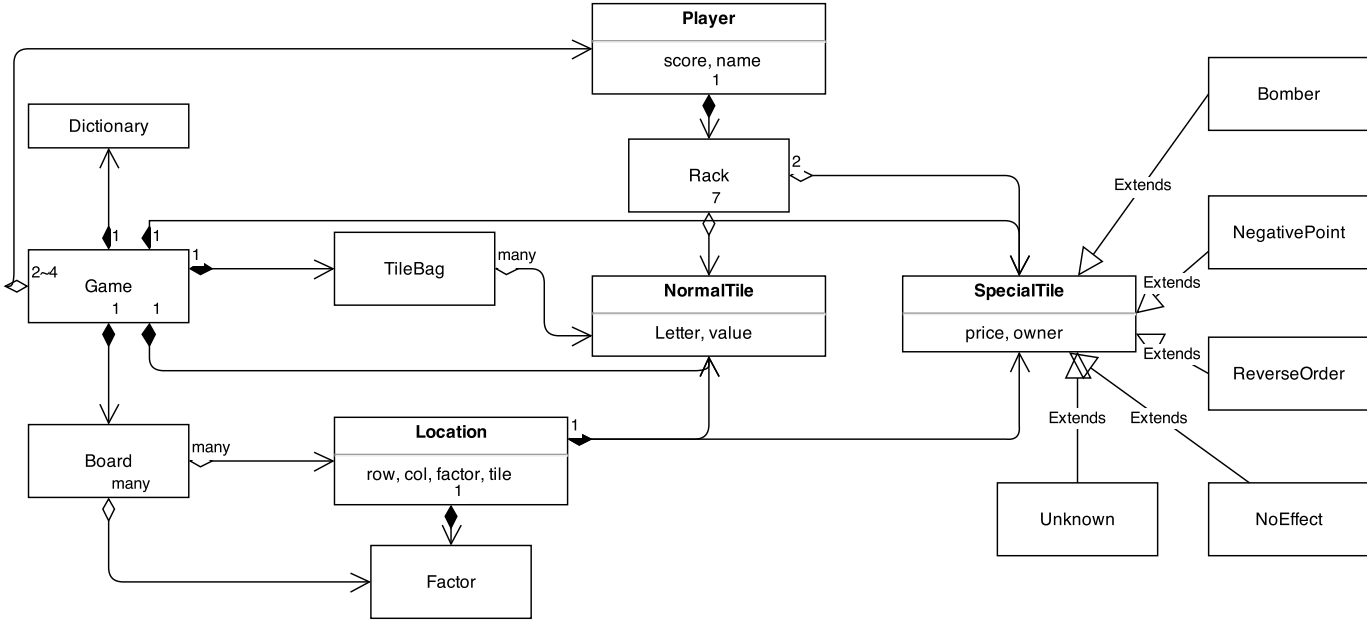 Player
score, name
1
Bomber
Dictionary
Rack
7
2
Extends
NegativePoint
1
1
1
2~4
Game
1
1
TileBag
many
NormalTile
Letter, value
SpecialTile
price, owner
Extends
Extends
ReverseOrder
Board
many
many
Location
row, col, factor, tile
1
1
Extends
Extends
Factor
Unknown
NoEffect